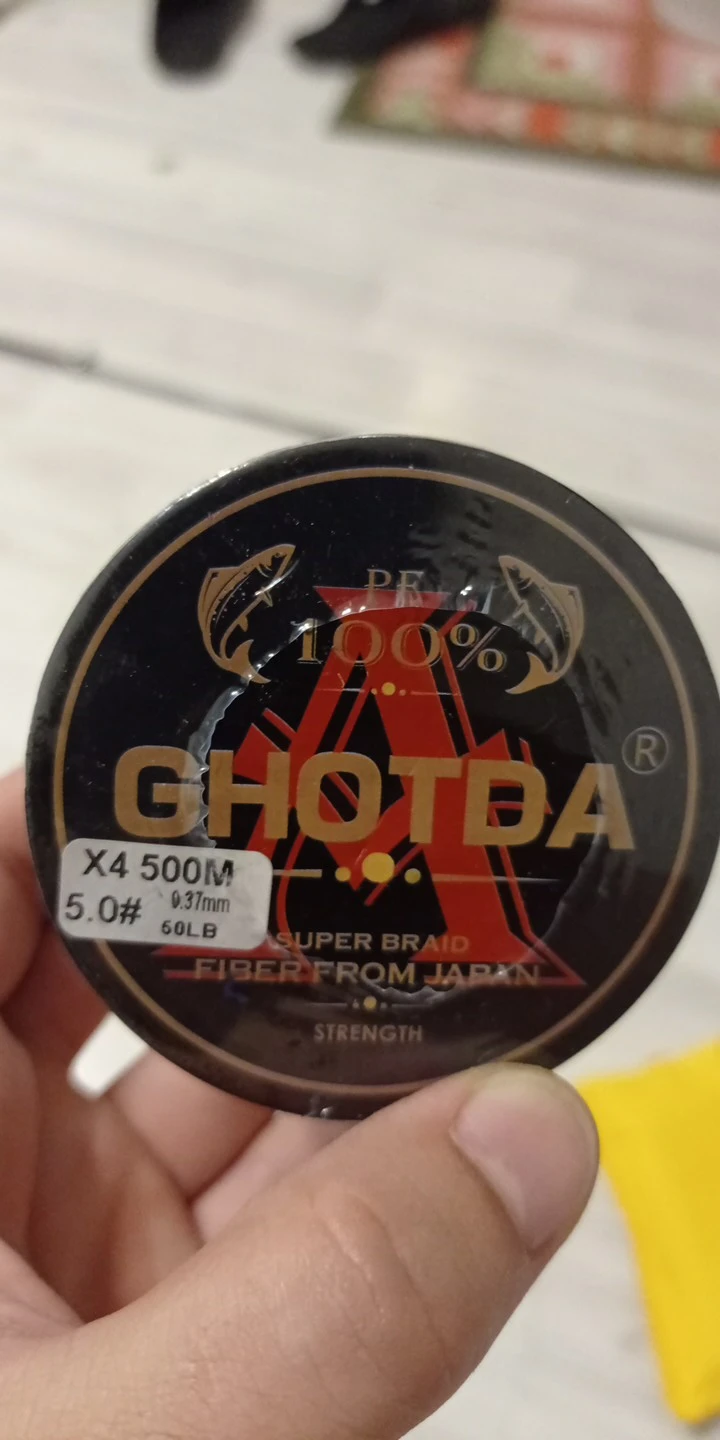 PE
100%
GHOTDA®
X4 500M
5.0# 0.37mm
60LB
SUPER BRAID
FIBER FROM JAPAN
STRENGTH